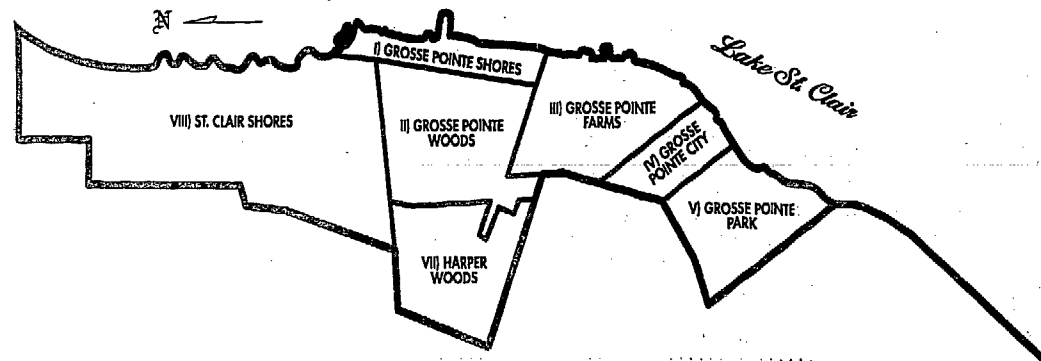 N
I) GROSSE POINTE SHORES
Lake St. Clair
VIII) ST. CLAIR SHORES
II) GROSSE POINTE
WOODS
III) GROSSE POINTE
FARMS
IV) GROSSE
POINTE CITY
V) GROSSE POINTE
PARK
VII) HARPER
WOODS